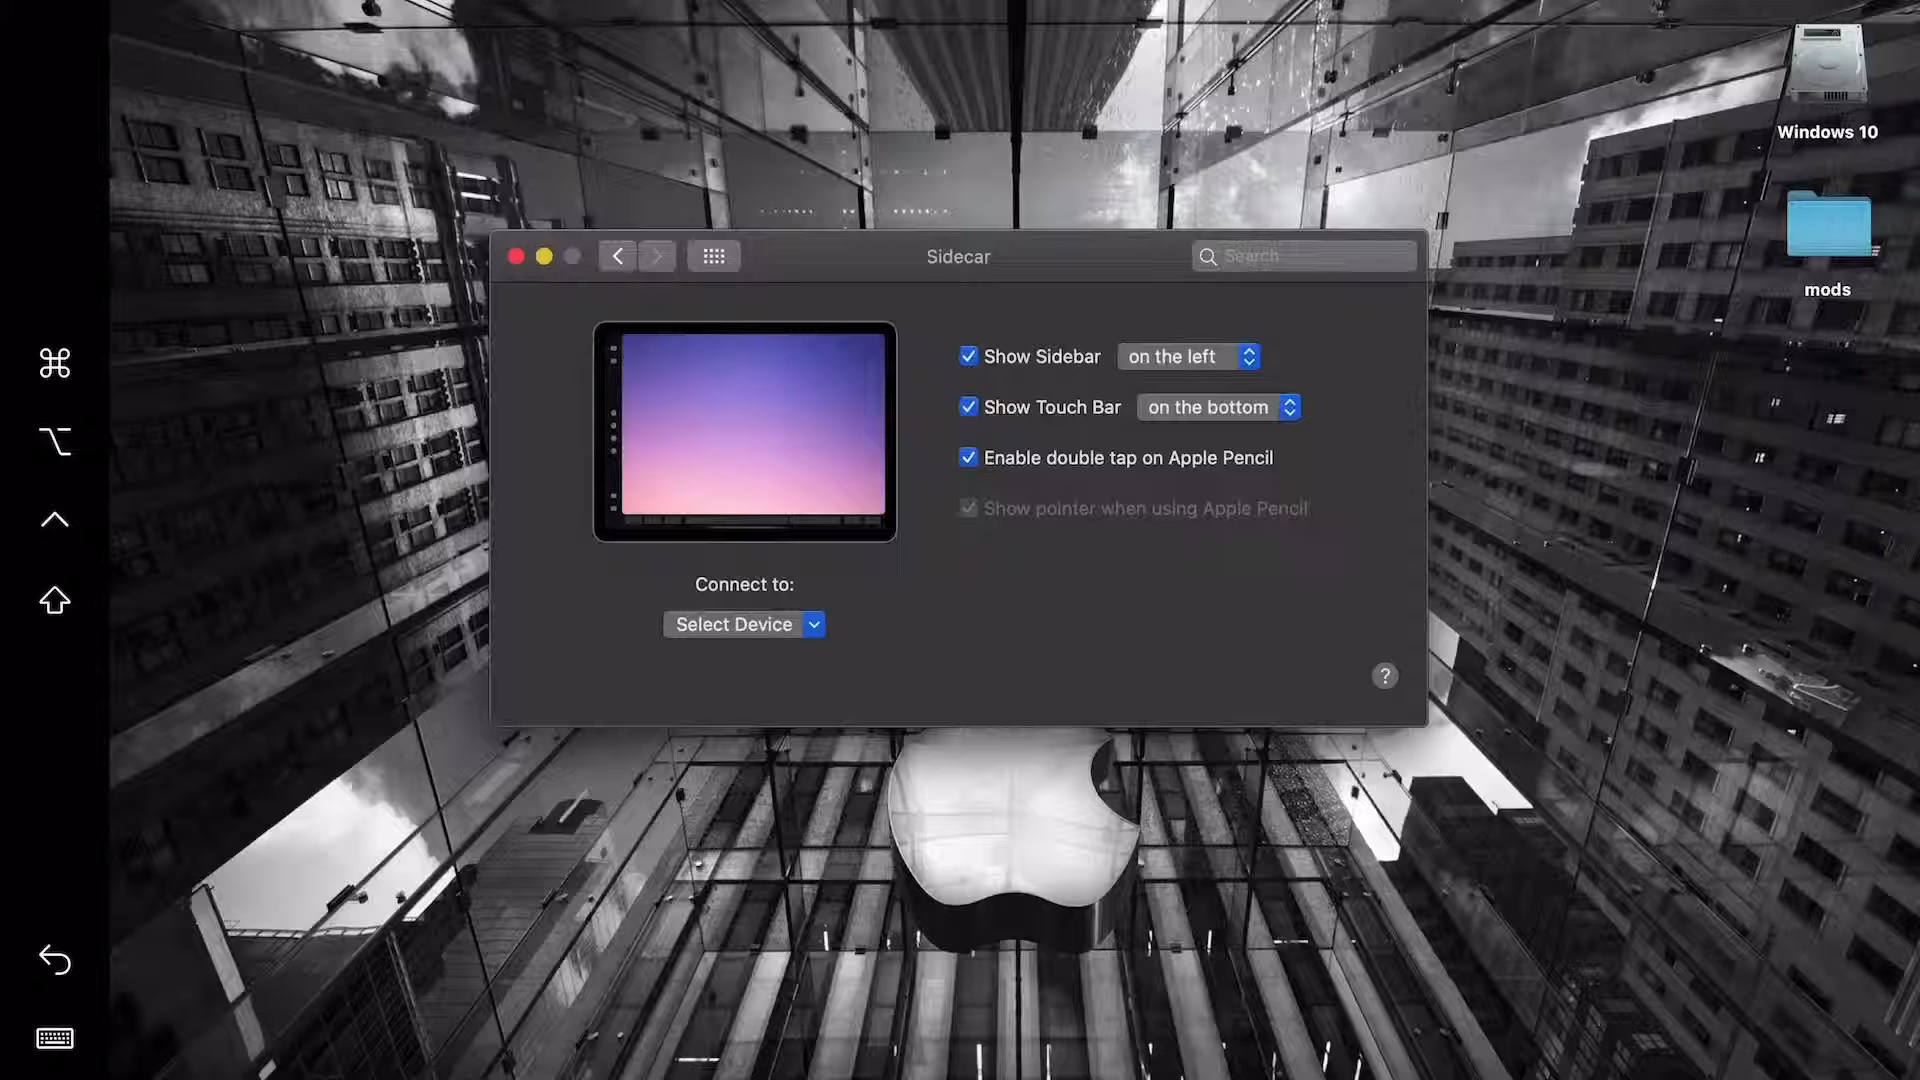 Windows 10
mods
Sidecar
Search
Show Sidebar on the left
Show Touch Bar on the bottom
Enable double tap on Apple Pencil
Show pointer when using Apple Pencil
Connect to:
Select Device
?